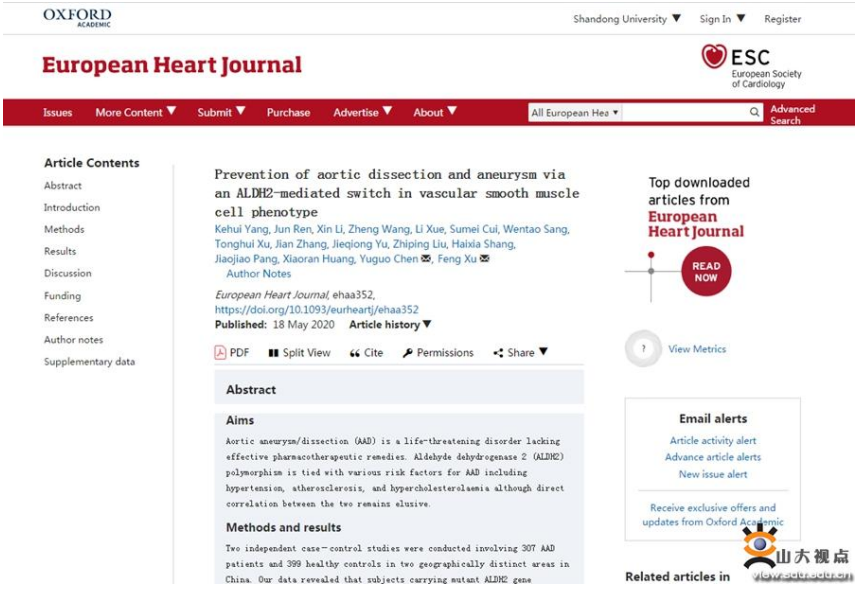 OXFORD
ACADEMIC
Shandong University ▼ Sign In ▼ Register
European Heart Journal
ESC
European Society
of Cardiology
Issues More Content ▼ Submit ▼ Purchase Advertise ▼ About ▼
All European Hea ▾
Advanced
Search
Article Contents
Abstract
Introduction
Methods
Results
Discussion
Funding
References
Author notes
Supplementary data
Prevention of aortic dissection and aneurysm via
an ALDH2-mediated switch in vascular smooth muscle
cell phenotype
Kehui Yang, Jun Ren, Xin Li, Zheng Wang, Li Xue, Sumei Cui, Wentao Sang,
Tonghui Xu, Jian Zhang, Jieqiong Yu, Zhiping Liu, Haixia Shang,
Jiaojiao Pang, Xiaoran Huang, Yuguo Chen ✉, Feng Xu ✉
Author Notes
European Heart Journal, ehaa352,
https://doi.org/10.1093/eurheartj/ehaa352
Published: 18 May 2020 Article history ▼
PDF Split View Cite Permissions Share ▼
Abstract
Aims
Aortic aneurysm/dissection (AAD) is a life-threatening disorder lacking
effective pharmacotherapeutic remedies. Aldehyde dehydrogenase 2 (ALDH2)
polymorphism is tied with various risk factors for AAD including
hypertension, atherosclerosis, and hypercholesterolaemia although direct
correlation between the two remains elusive.
Methods and results
Two independent case－control studies were conducted involving 307 AAD
patients and 399 healthy controls in two geographically distinct areas in
China. Our data revealed that subjects carrying mutant ALDH2 gene
Top downloaded
articles from
European
Heart Journal
READ
NOW
?
View Metrics
Email alerts
Article activity alert
Advance article alerts
New issue alert
Receive exclusive offers and
updates from Oxford Academic
Related articles in
山大视点
view.sdu.edu.cn